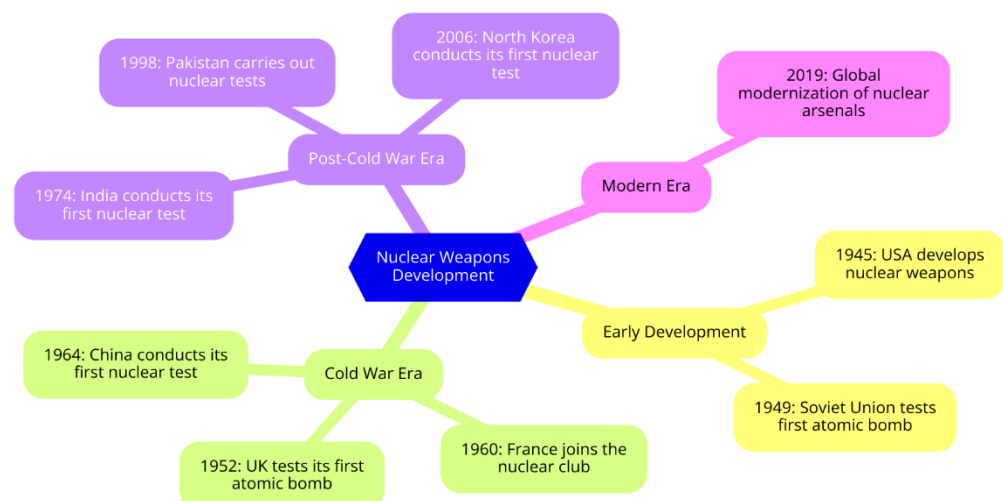 2006: North Korea
conducts its first nuclear
test
1998: Pakistan carries out
nuclear tests
2019: Global
modernization of nuclear
arsenals
Post-Cold War Era
Modern Era
1974: India conducts its
first nuclear test
Nuclear Weapons
Development
1945: USA develops
nuclear weapons
Early Development
1964: China conducts its
first nuclear test
Cold War Era
1949: Soviet Union tests
first atomic bomb
1952: UK tests its first
atomic bomb
1960: France joins the
nuclear club